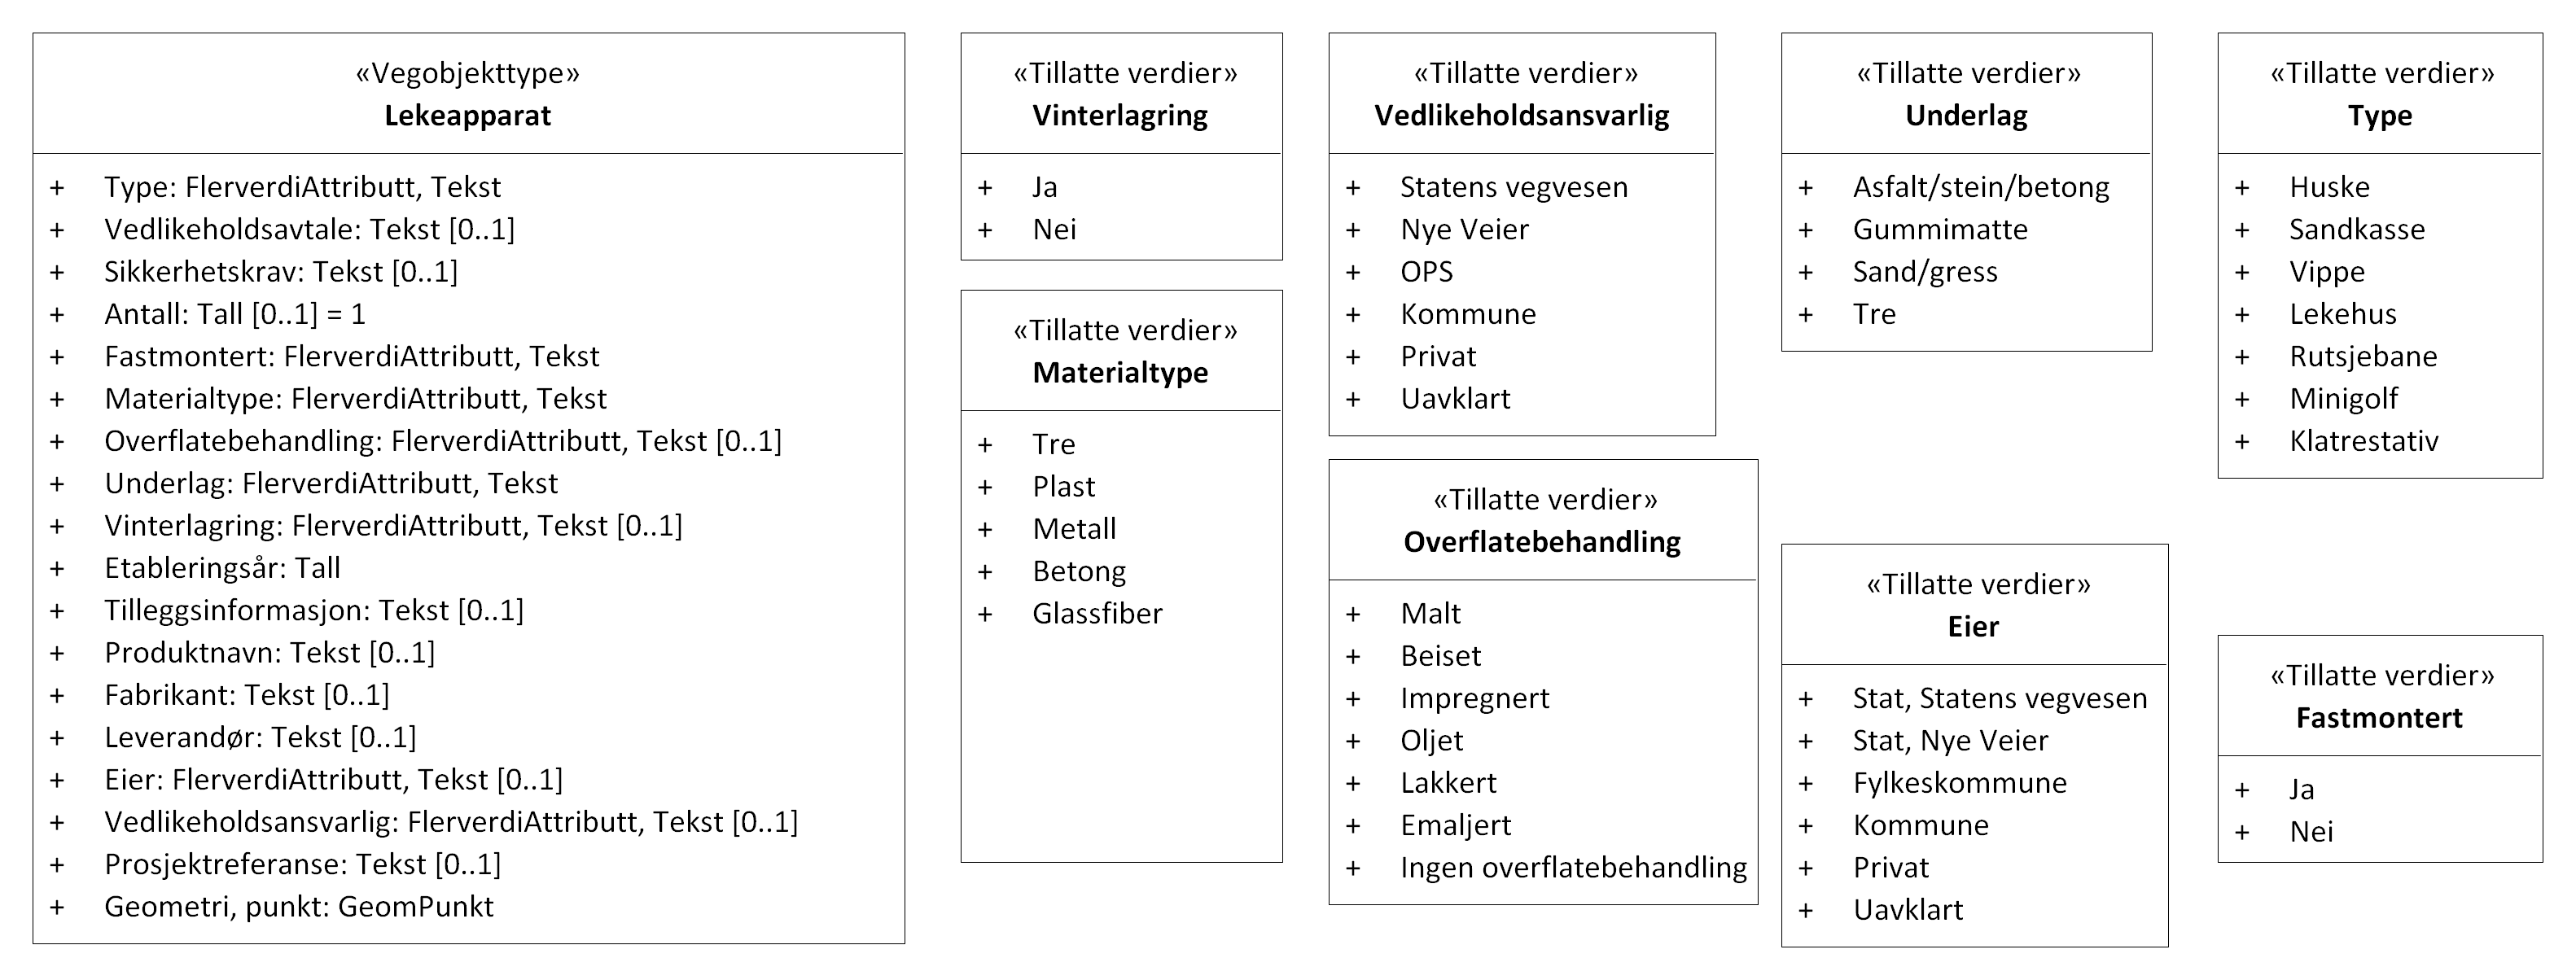 «Vegobjekttype»
Lekeapparat
+ Type: FlerverdiAttributt, Tekst
+ Vedlikeholdsavtale: Tekst [0..1]
+ Sikkerhetskrav: Tekst [0..1]
+ Antall: Tall [0..1] = 1
+ Fastmontert: FlerverdiAttributt, Tekst
+ Materialtype: FlerverdiAttributt, Tekst
+ Overflatebehandling: FlerverdiAttributt, Tekst [0..1]
+ Underlag: FlerverdiAttributt, Tekst
+ Vinterlagring: FlerverdiAttributt, Tekst [0..1]
+ Etableringsår: Tall
+ Tilleggsinformasjon: Tekst [0..1]
+ Produktnavn: Tekst [0..1]
+ Fabrikant: Tekst [0..1]
+ Leverandør: Tekst [0..1]
+ Eier: FlerverdiAttributt, Tekst [0..1]
+ Vedlikeholdsansvarlig: FlerverdiAttributt, Tekst [0..1]
+ Prosjektreferanse: Tekst [0..1]
+ Geometri, punkt: GeomPunkt
«Tillatte verdier»
Vinterlagring
+ Ja
+ Nei
«Tillatte verdier»
Materialtype
+ Tre
+ Plast
+ Metall
+ Betong
+ Glassfiber
«Tillatte verdier»
Vedlikeholdsansvarlig
+ Statens vegvesen
+ Nye Veier
+ OPS
+ Kommune
+ Privat
+ Uavklart
«Tillatte verdier»
Overflatebehandling
+ Malt
+ Beiset
+ Impregnert
+ Oljet
+ Lakkert
+ Emaljert
+ Ingen overflatebehandling
«Tillatte verdier»
Underlag
+ Asfalt/stein/betong
+ Gummimatte
+ Sand/gress
+ Tre
«Tillatte verdier»
Eier
+ Stat, Statens vegvesen
+ Stat, Nye Veier
+ Fylkeskommune
+ Kommune
+ Privat
+ Uavklart
«Tillatte verdier»
Type
+ Huske
+ Sandkasse
+ Vippe
+ Lekehus
+ Rutsjebane
+ Minigolf
+ Klatrestativ
«Tillatte verdier»
Fastmontert
+ Ja
+ Nei